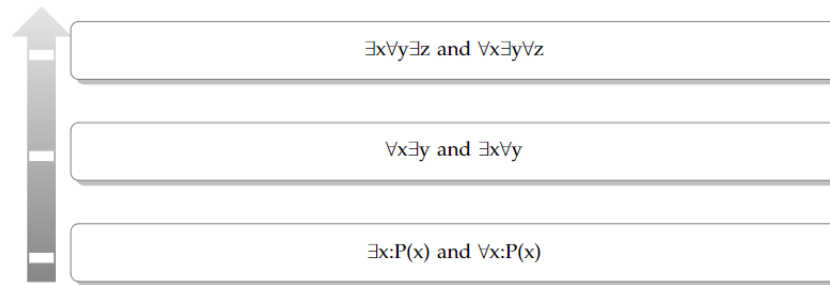 ∃x∀y∃z and ∀x∃y∀z
∀x∃y and ∃x∀y
∃x:P(x) and ∀x:P(x)